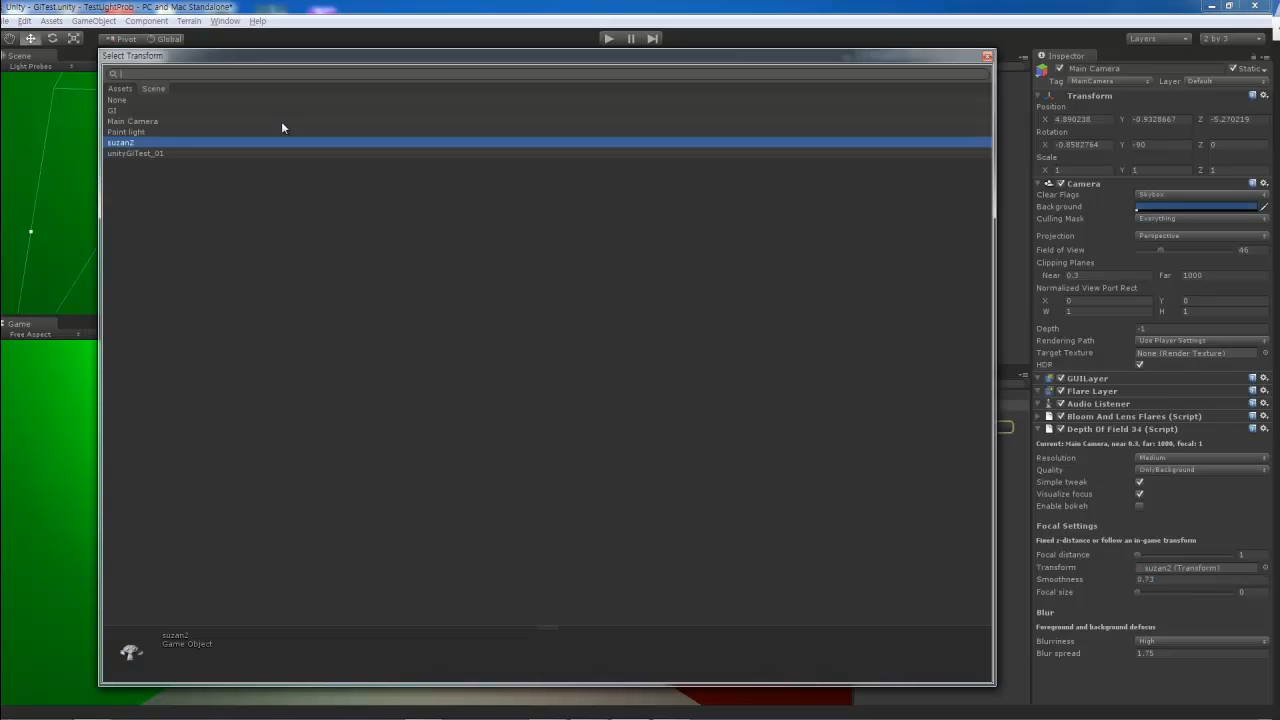 Unity - GITest.unity - TestLightProb - PC and Mac Standalone*
Edit Assets GameObject Component Terrain Window Help
Pivot Global
Layers 2 by 3
Scene
Light Probes
Game
Free Aspect
Select Transform
Assets Scene
None
GI
Main Camera
Point light
suzan2
unityGITest_01
suzan2
Game Object
Inspector
Main Camera Static
Tag MainCamera Layer Default
Transform
Position
X 4.890238 Y -0.9328667 Z -5.270219
Rotation
X -0.8582764 Y -90 Z 0
Scale
X 1 Y 1 Z 1
Camera
Clear Flags Skybox
Background
Culling Mask Everything
Projection Perspective
Field of View 46
Clipping Planes
Near 0.3 Far 1000
Normalized View Port Rect
X 0 Y 0
W 1 H 1
Depth -1
Rendering Path Use Player Settings
Target Texture None (Render Texture)
HDR
GUILayer
Flare Layer
Audio Listener
Bloom And Lens Flares (Script)
Depth Of Field 34 (Script)
Current: Main Camera, near 0.3, far: 1000, focal: 1
Resolution Medium
Quality OnlyBackground
Simple tweak
Visualize focus
Enable bokeh
Focal Settings
Fixed z-distance or follow an in-game transform
Focal distance 1
Transform suzan2 (Transform)
Smoothness 0.73
Focal size 0
Blur
Foreground and background defocus
Blurriness High
Blur spread 1.75